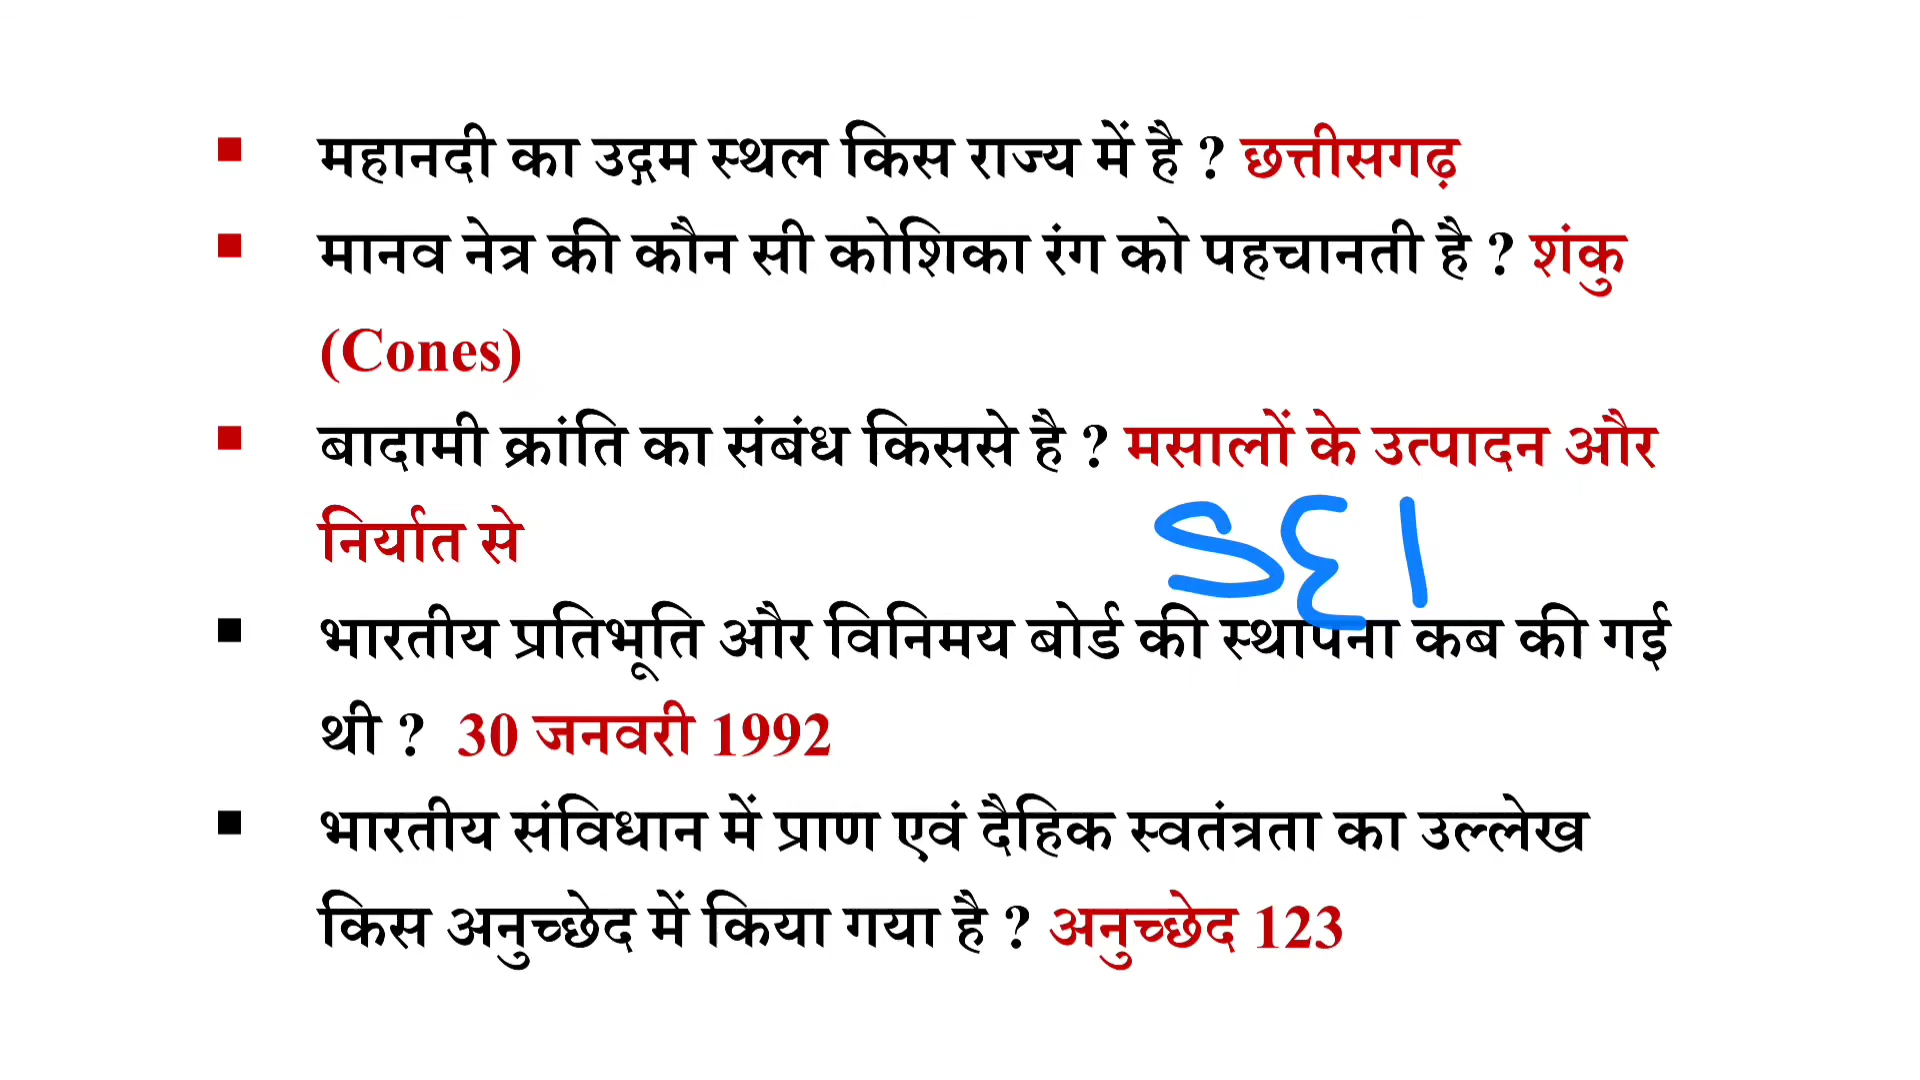 महानदी का उद्गम स्थल किस राज्य में है ? छत्तीसगढ़
मानव नेत्र की कौन सी कोशिका रंग को पहचानती है ? शंकु
(Cones)
बादामी क्रांति का संबंध किससे है ? मसालों के उत्पादन और
निर्यात से
SEI
भारतीय प्रतिभूति और विनिमय बोर्ड की स्थापना कब की गई
थी ? 30 जनवरी 1992
भारतीय संविधान में प्राण एवं दैहिक स्वतंत्रता का उल्लेख
किस अनुच्छेद में किया गया है ? अनुच्छेद 123